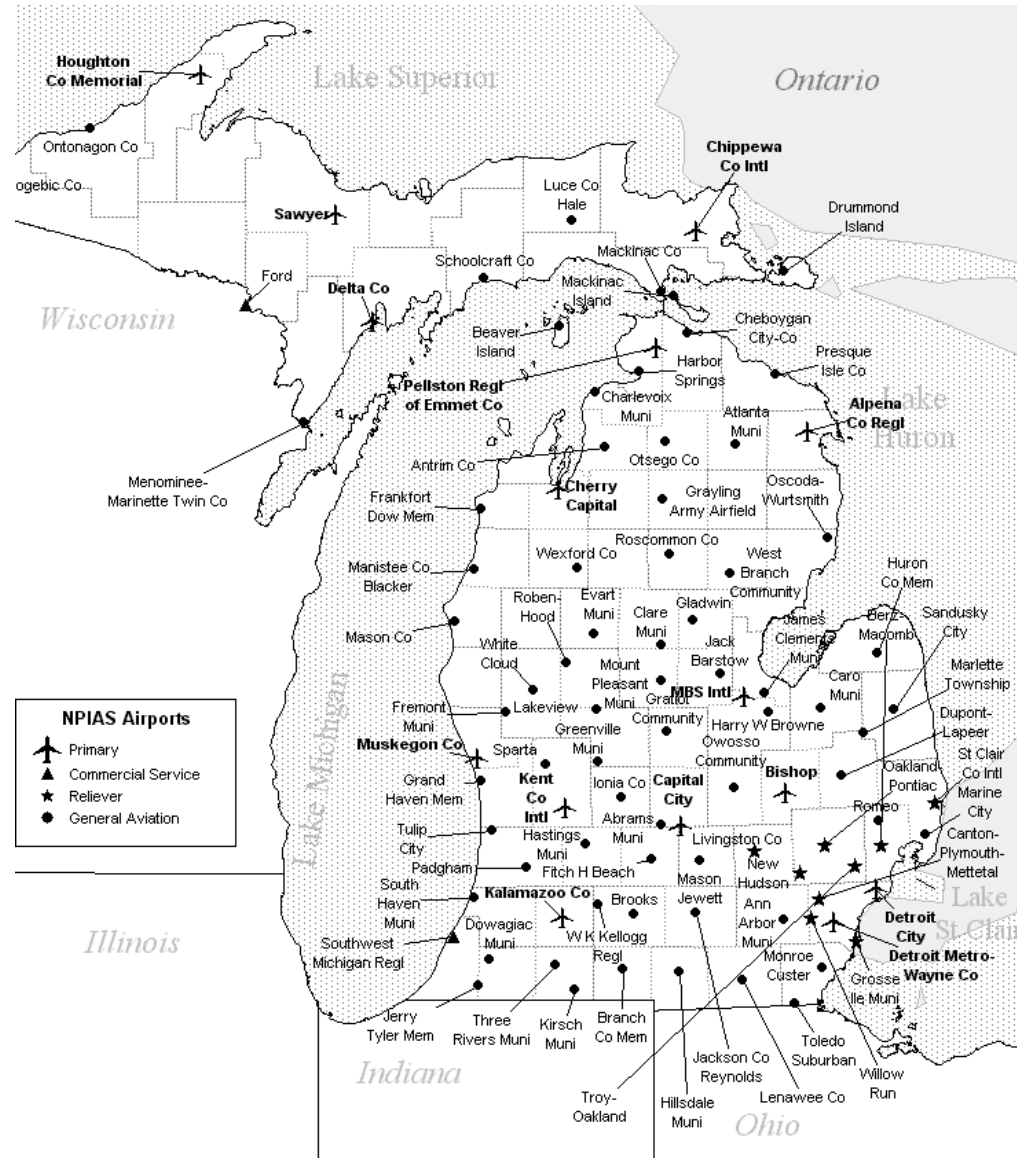 Houghton
Co Memorial
Lake Superior
Ontario
Ontonagon Co
ogebic Co
Chippewa
Co Intl
Luce Co
Hale
Sawyer
Drummond
Island
Mackinac Co
Schoolcraft Co
Ford
Delta Co
Mackinac
Island
Wisconsin
Beaver
Island
Cheboygan
City-Co
Harbor
Springs
Presque
Isle Co
Pellston Regl
of Emmet Co
Charlevoix
Muni
Atlanta
Muni
Alpena
Co Regl
Lake
Huron
Antrim Co
Otsego Co
Menominee-
Marinette Twin Co
Oscoda-
Wurtsmith
Cherry
Capital
Frankfort
Dow Mem
Grayling
Army Airfield
Roscommon Co
Wexford Co
West
Branch
Community
Huron
Co Mem
Manistee Co
Blacker
Roben-
Hood
Evart
Muni
Clare
Muni
Gladwin
James
Clements
Muni
Berz-
Macomb
Sandusky
City
Mason Co
White
Cloud
Jack
Barstow
Marlette
Township
Mount
Pleasant
Muni
MBS Intl
Caro
Muni
Lake Michigan
NPIAS Airports
Primary
Commercial Service
Reliever
General Aviation
Fremont
Muni
Lakeview
Gratiot
Community
Harry W Browne
Dupont-
Lapeer
Greenville
Muni
Muskegon Co
Sparta
Owosso
Community
Bishop
Oakland-
Pontiac
St Clair
Co Intl
Grand
Haven Mem
Kent
Co
Intl
Ionia Co
Capital
City
Romeo
Marine
City
Tulip
City
Abrams
Muni
Hastings
Muni
Livingston Co
Canton-
Plymouth-
Mettetal
Padgham
Fitch H Beach
Mason
Jewett
New
Hudson
South
Haven
Muni
Kalamazoo Co
Brooks
Ann
Arbor
Muni
Lake
St Clair
Detroit
City
Illinois
Dowagiac
Muni
W K Kellogg
Regl
Southwest
Michigan Regl
Detroit Metro-
Wayne Co
Monroe
Custer
Grosse
Ile Muni
Jerry
Tyler Mem
Three
Rivers Muni
Kirsch
Muni
Branch
Co Mem
Toledo
Suburban
Jackson Co
Reynolds
Willow
Run
Indiana
Troy-
Oakland
Hillsdale
Muni
Lenawee Co
Ohio